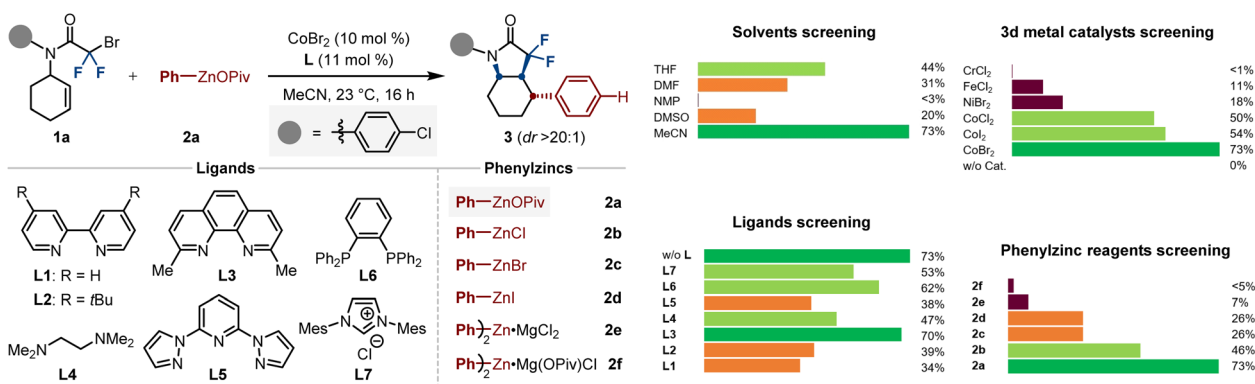 O
N
Br
F
F
1a
+
Ph—ZnOPiv
2a
CoBr2 (10 mol %)
L (11 mol %)
MeCN, 23 °C, 16 h
= Cl
O
N
F
F
H
3 (dr >20:1)
Ligands
R R
N N
L1: R = H
L2: R = tBu
N N
Me Me
L3
Ph2P PPh2
L6
Me2N NMe2
L4
N N N
N N
L5
Mes N + N Mes
Cl −
L7
Phenylzincs
Ph—ZnOPiv 2a
Ph—ZnCl 2b
Ph—ZnBr 2c
Ph—ZnI 2d
Ph)2Zn•MgCl2 2e
Ph)2Zn•Mg(OPiv)Cl 2f
Solvents screening
THF 44%
DMF 31%
NMP <3%
DMSO 20%
MeCN 73%
3d metal catalysts screening
CrCl2 <1%
FeCl2 11%
NiBr2 18%
CoCl2 50%
CoI2 54%
CoBr2 73%
w/o Cat. 0%
Ligands screening
w/o L 73%
L7 53%
L6 62%
L5 38%
L4 47%
L3 70%
L2 39%
L1 34%
Phenylzinc reagents screening
2f <5%
2e 7%
2d 26%
2c 26%
2b 46%
2a 73%